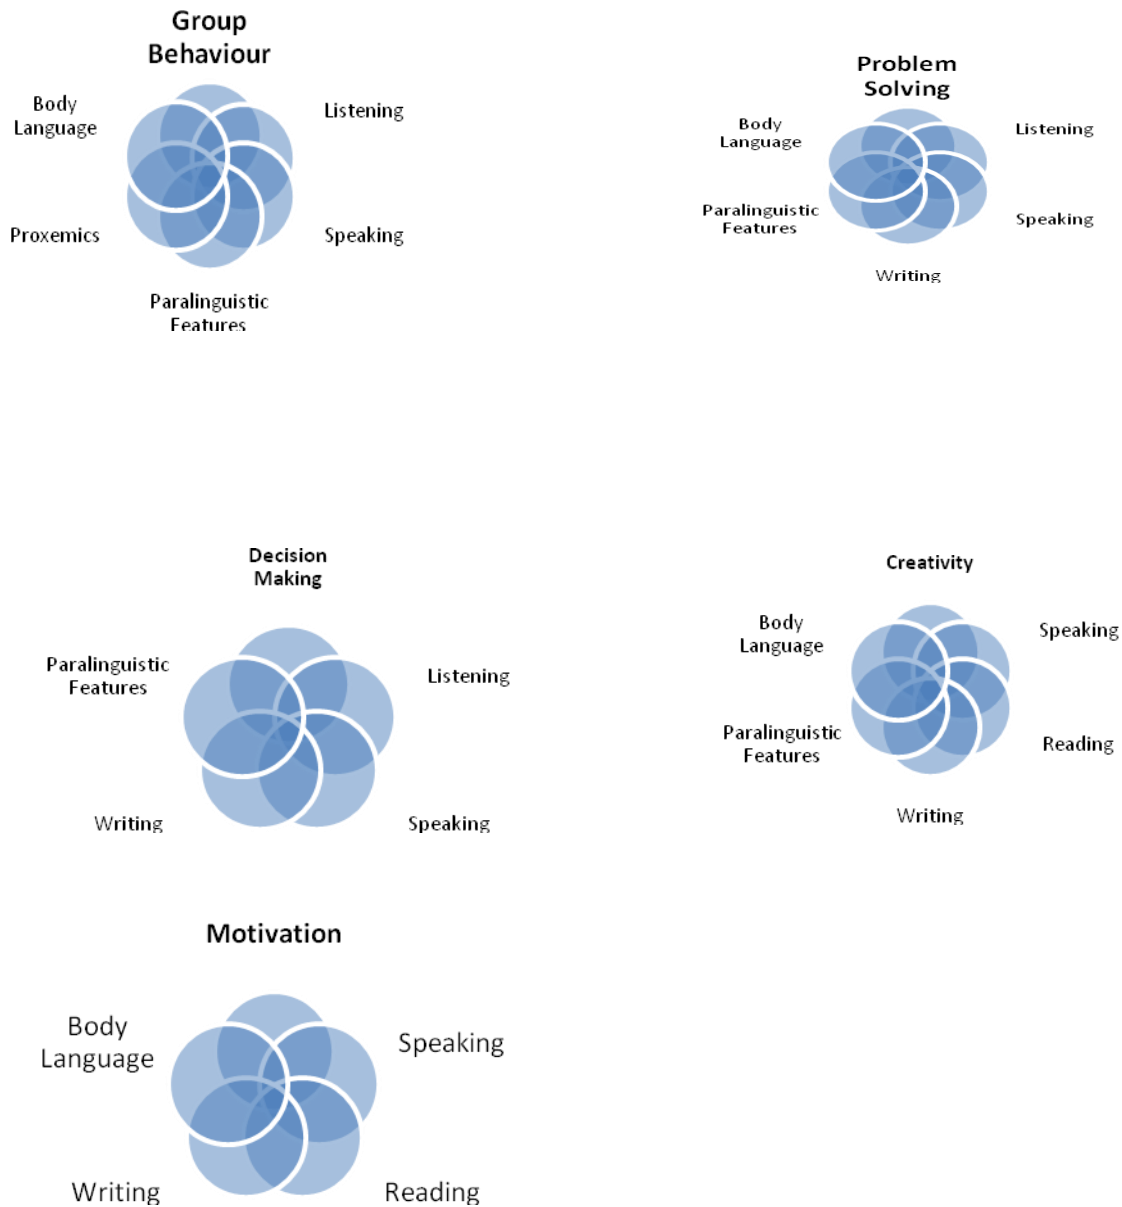 Group
Behaviour
Body
Language
Listening
Proxemics
Speaking
Paralinguistic
Features
Problem
Solving
Body
Language
Listening
Paralinguistic
Features
Speaking
Writing
Decision
Making
Paralinguistic
Features
Listening
Writing
Speaking
Creativity
Body
Language
Speaking
Paralinguistic
Features
Reading
Writing
Motivation
Body
Language
Speaking
Writing
Reading